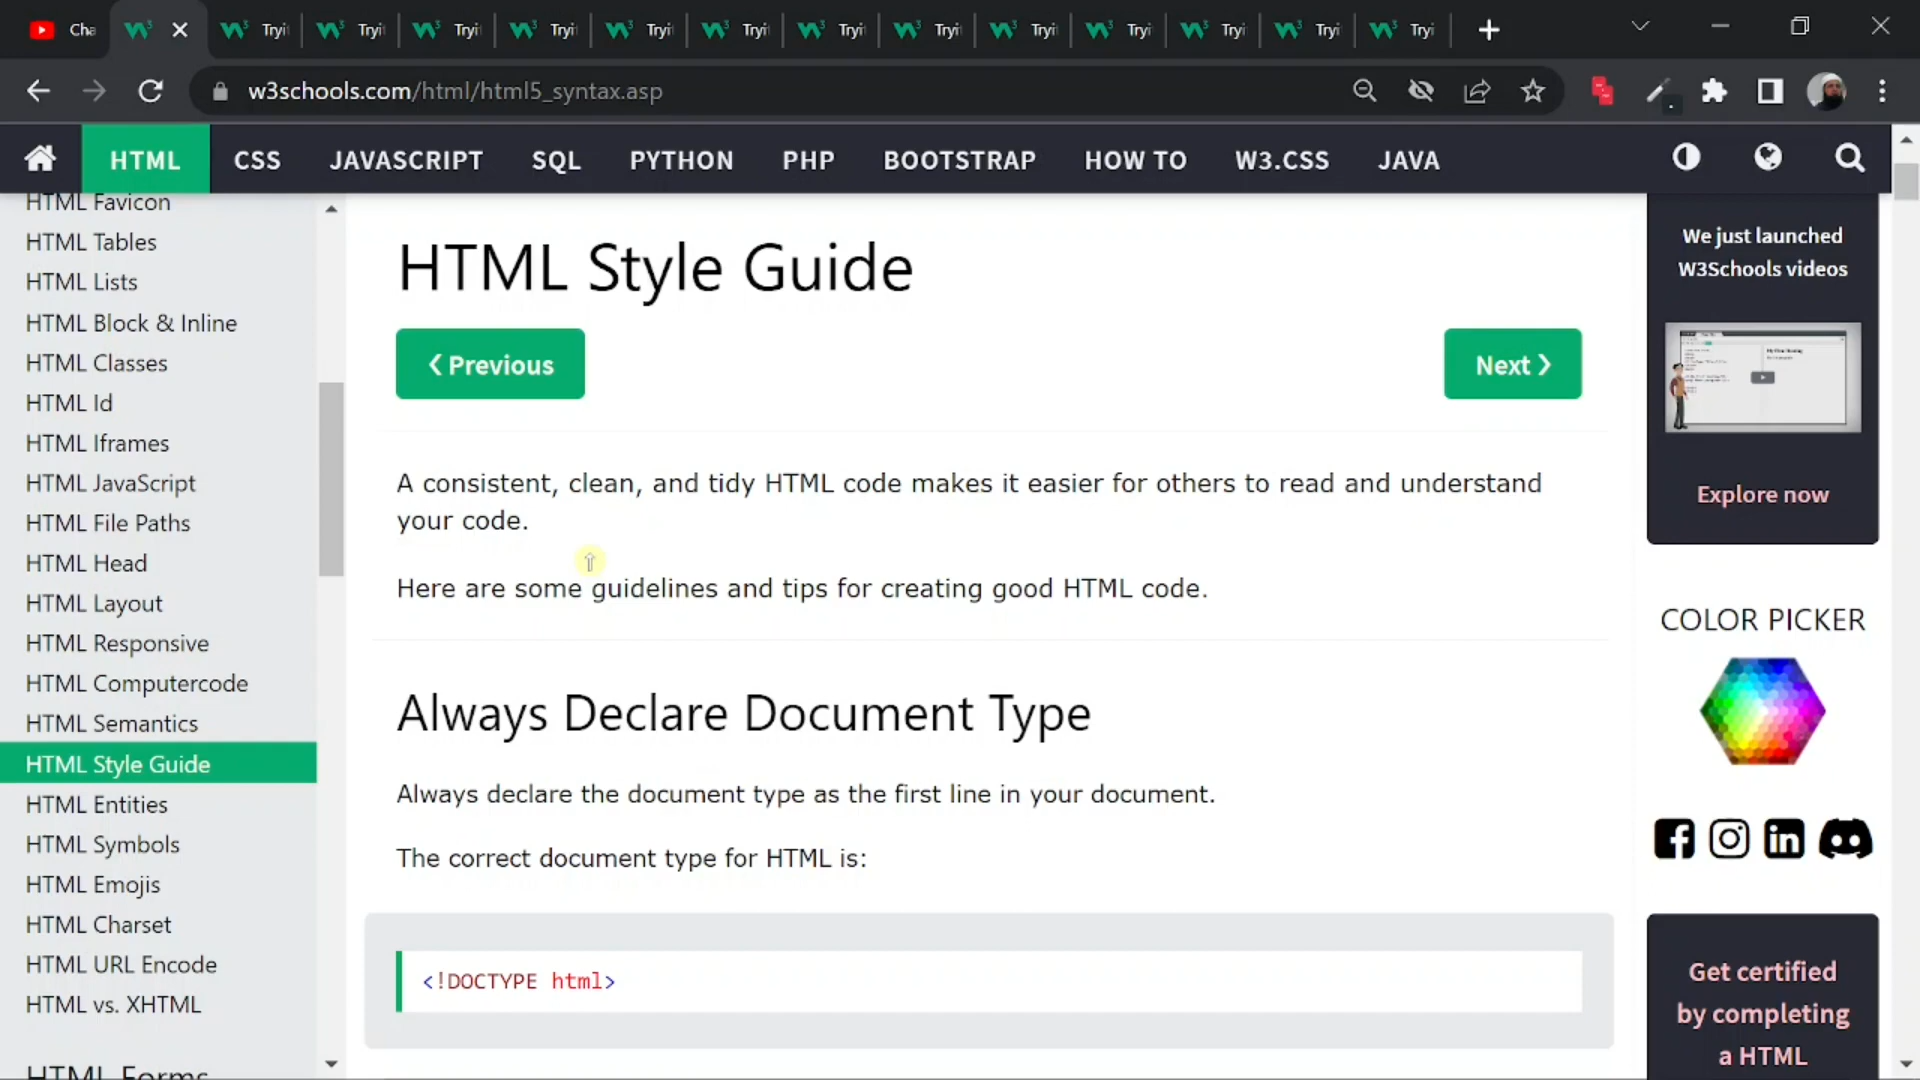 Cha
Tryi
Tryi
Tryi
Tryi
Tryi
Tryi
Tryi
Tryi
Tryi
Tryi
Tryi
Tryi
Tryi
w3schools.com/html/html5_syntax.asp
HTML
CSS
JAVASCRIPT
SQL
PYTHON
PHP
BOOTSTRAP
HOW TO
W3.CSS
JAVA
HTML Favicon
HTML Tables
HTML Lists
HTML Block & Inline
HTML Classes
HTML Id
HTML Iframes
HTML JavaScript
HTML File Paths
HTML Head
HTML Layout
HTML Responsive
HTML Computercode
HTML Semantics
HTML Style Guide
HTML Entities
HTML Symbols
HTML Emojis
HTML Charset
HTML URL Encode
HTML vs. XHTML
HTML Forms
HTML Style Guide
❮ Previous
Next ❯
A consistent, clean, and tidy HTML code makes it easier for others to read and understand
your code.
Here are some guidelines and tips for creating good HTML code.
Always Declare Document Type
Always declare the document type as the first line in your document.
The correct document type for HTML is:
<!DOCTYPE html>
We just launched
W3Schools videos
Explore now
COLOR PICKER
Get certified
by completing
a HTML